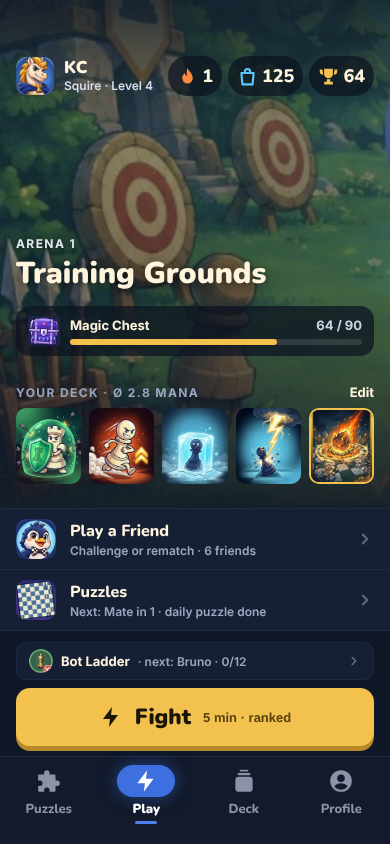 KC
Squire · Level 4
1
125
64
ARENA 1
Training Grounds
Magic Chest
64 / 90
YOUR DECK · Ø 2.8 MANA
Edit
Play a Friend
Challenge or rematch · 6 friends
Puzzles
Next: Mate in 1 · daily puzzle done
Bot Ladder · next: Bruno · 0/12
Fight 5 min · ranked
Puzzles
Play
Deck
Profile